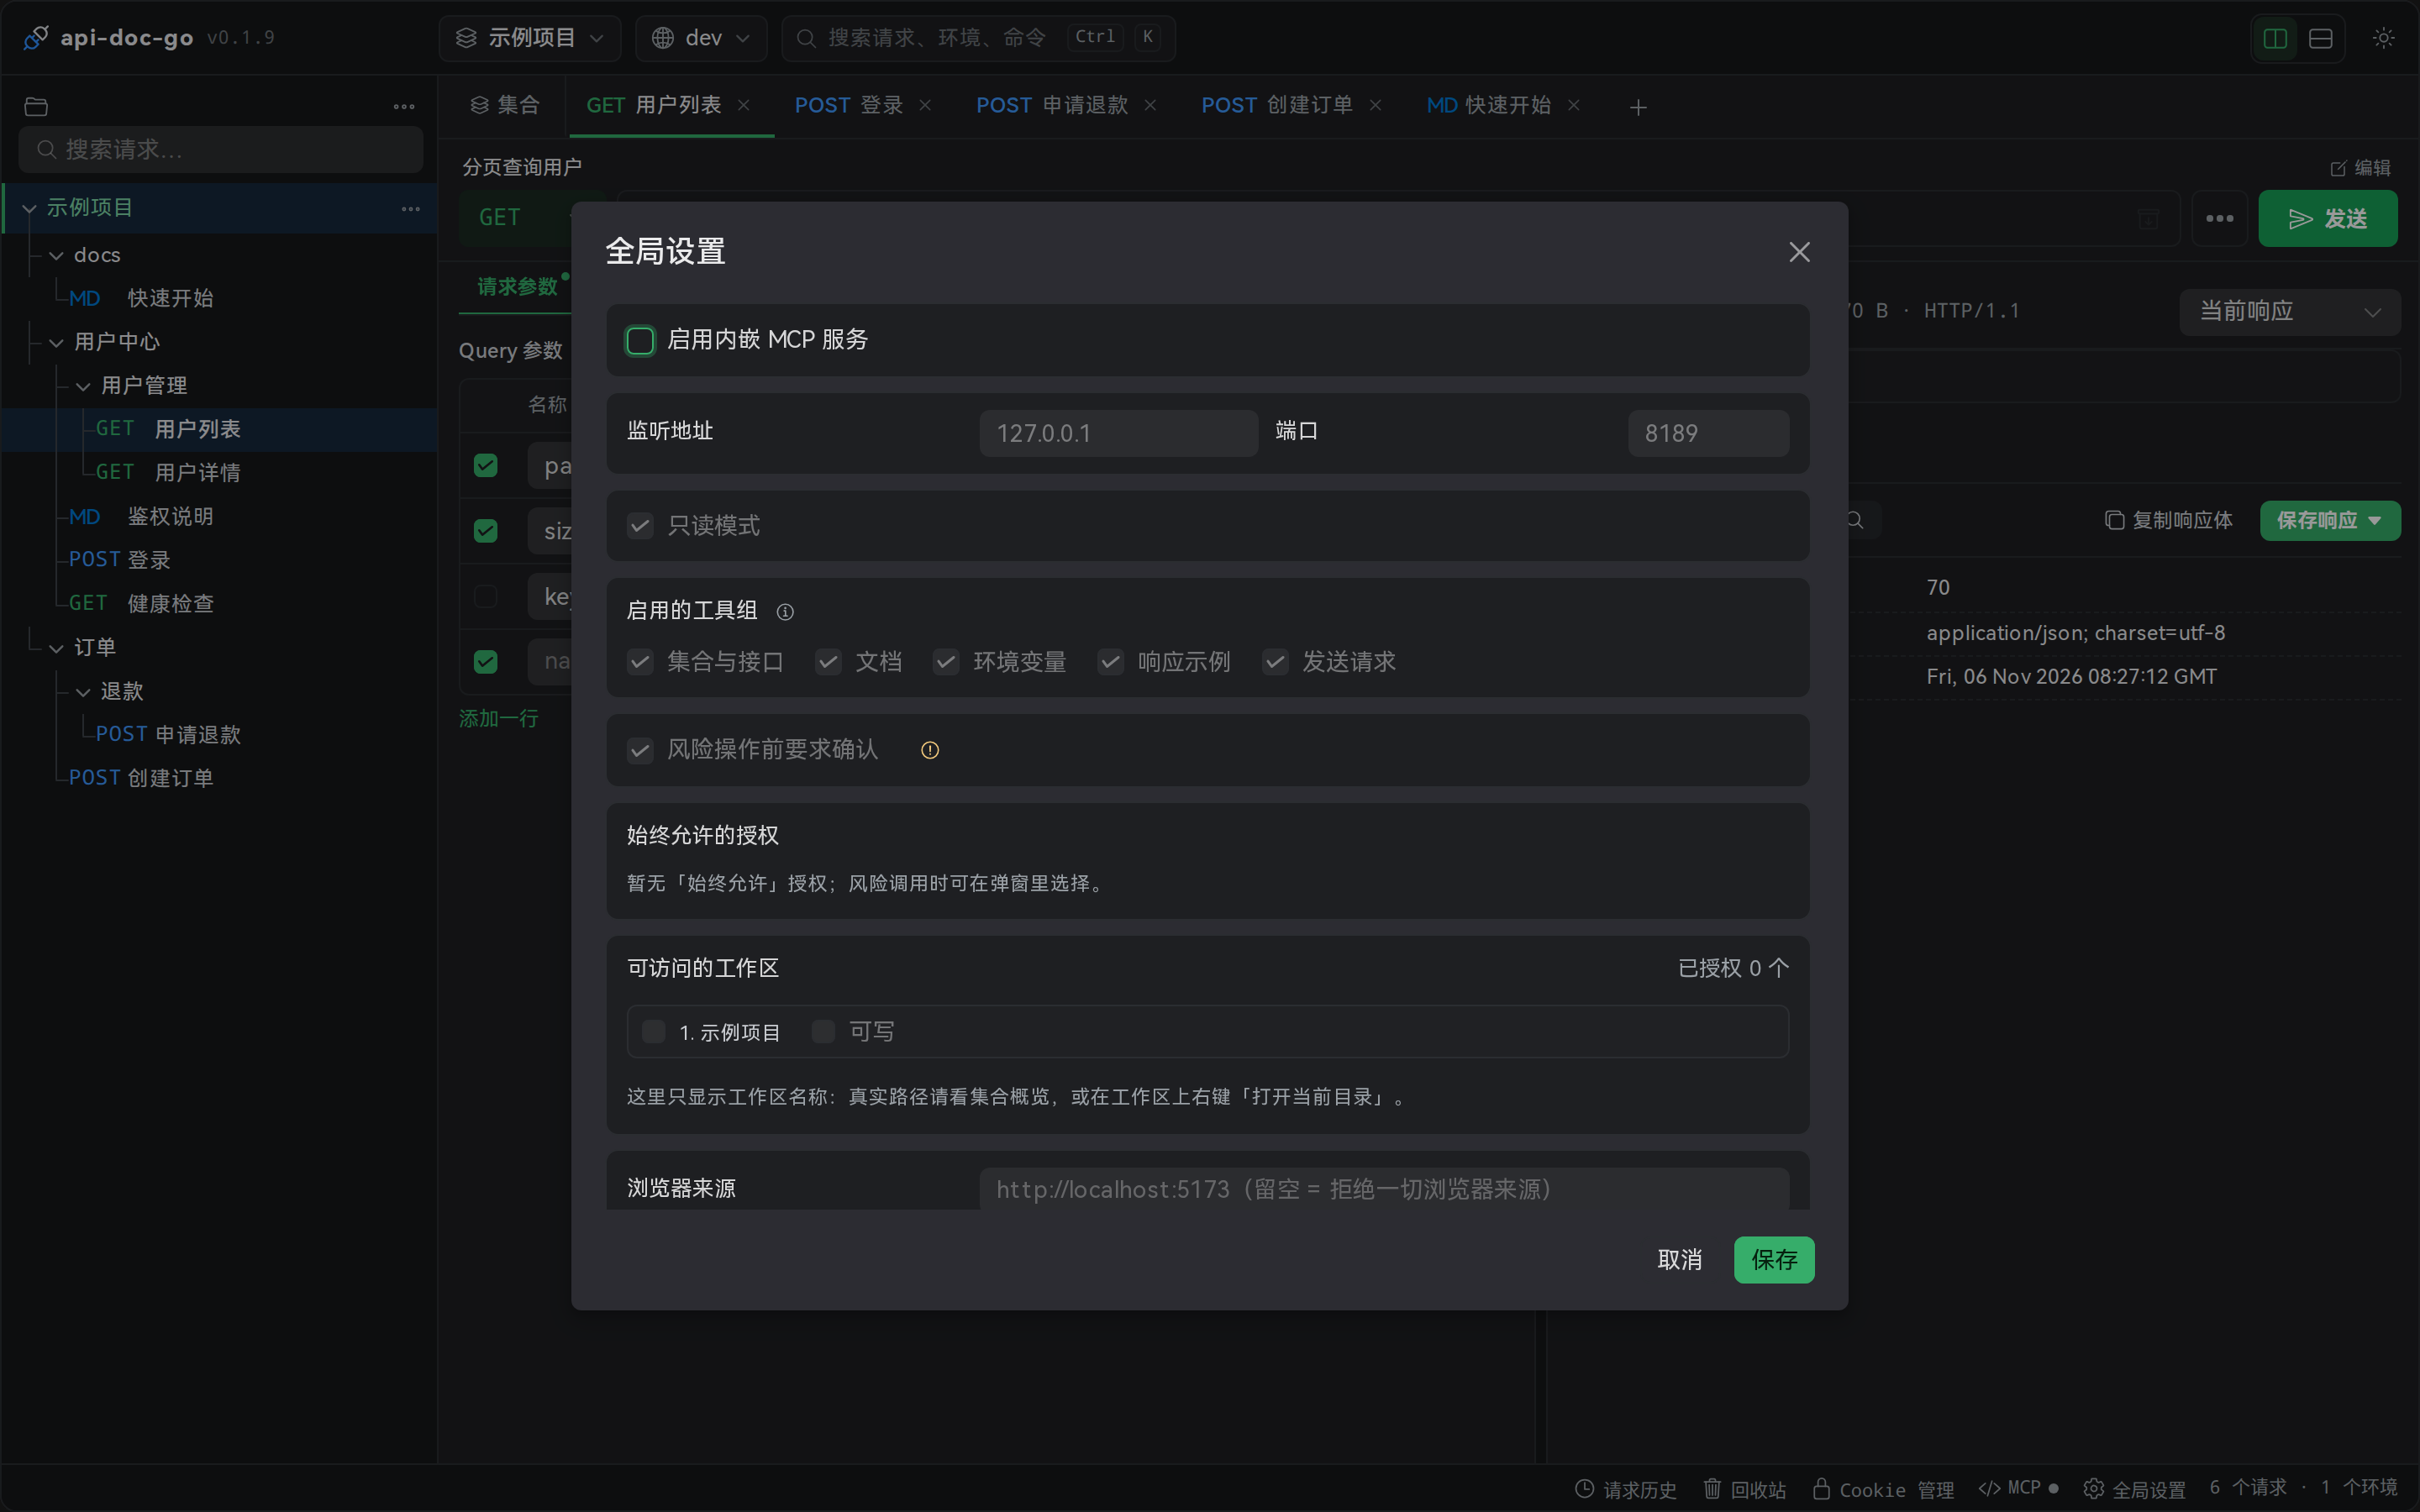 api-doc-go v0.1.9
示例项目
dev
搜索请求、环境、命令 Ctrl K
搜索请求...
示例项目
docs
MD 快速开始
用户中心
用户管理
GET 用户列表
GET 用户详情
MD 鉴权说明
POST 登录
GET 健康检查
订单
退款
POST 申请退款
POST 创建订单
集合
GET 用户列表
POST 登录
POST 申请退款
POST 创建订单
MD 快速开始
分页查询用户
编辑
GET
发送
请求参数
Query 参数
名称
添加一行
0 B · HTTP/1.1
当前响应
复制响应体
保存响应
70
application/json; charset=utf-8
Fri, 06 Nov 2026 08:27:12 GMT
全局设置
启用内嵌 MCP 服务
监听地址 127.0.0.1 端口 8189
只读模式
启用的工具组
集合与接口 文档 环境变量 响应示例 发送请求
风险操作前要求确认
始终允许的授权
暂无「始终允许」授权；风险调用时可在弹窗里选择。
可访问的工作区 已授权 0 个
1. 示例项目 可写
这里只显示工作区名称：真实路径请看集合概览，或在工作区上右键「打开当前目录」。
浏览器来源 http://localhost:5173（留空 = 拒绝一切浏览器来源）
取消 保存
请求历史 回收站 Cookie 管理 MCP 全局设置 6 个请求 · 1 个环境